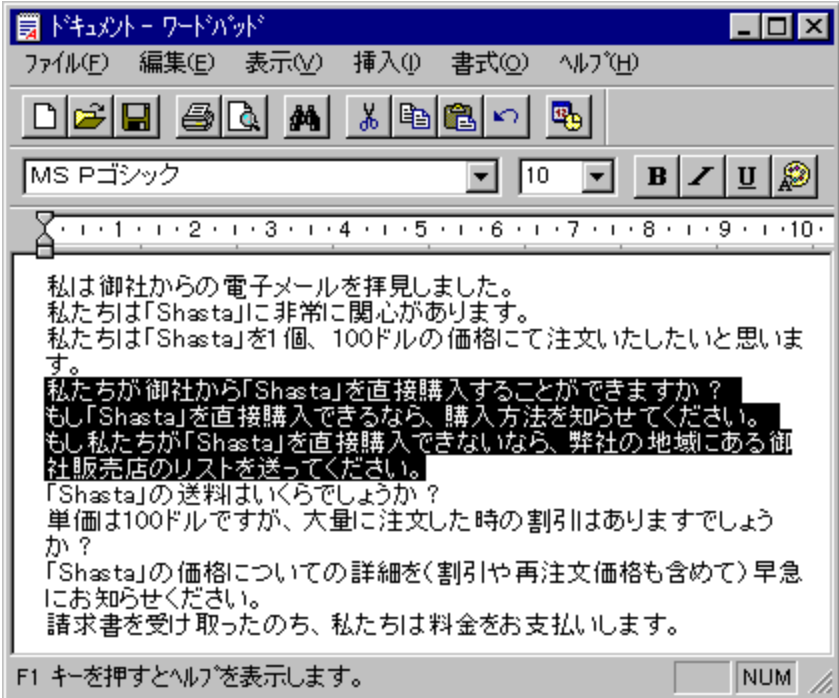 ﾄﾞｷｭﾒﾝﾄ - ﾜｰﾄﾞﾊﾟｯﾄﾞ
ﾌｧｲﾙ(F) 編集(E) 表示(V) 挿入(I) 書式(O) ﾍﾙﾌﾟ(H)
MS Pゴシック 10 B I U
1 2 3 4 5 6 7 8 9 10
私は御社からの電子メールを拝見しました。
私たちは「Shasta」に非常に関心があります。
私たちは「Shasta」を1個、100ドルの価格にて注文いたしたいと思いま
す。
私たちが御社から「Shasta」を直接購入することができますか？
もし「Shasta」を直接購入できるなら、購入方法を知らせてください。
もし私たちが「Shasta」を直接購入できないなら、弊社の地域にある御
社販売店のリストを送ってください。
「Shasta」の送料はいくらでしょうか？
単価は100ドルですが、大量に注文した時の割引はありますでしょう
か？
「Shasta」の価格についての詳細を(割引や再注文価格も含めて)早急
にお知らせください。
請求書を受け取ったのち、私たちは料金をお支払いします。
F1 キーを押すとﾍﾙﾌﾟを表示します。 NUM